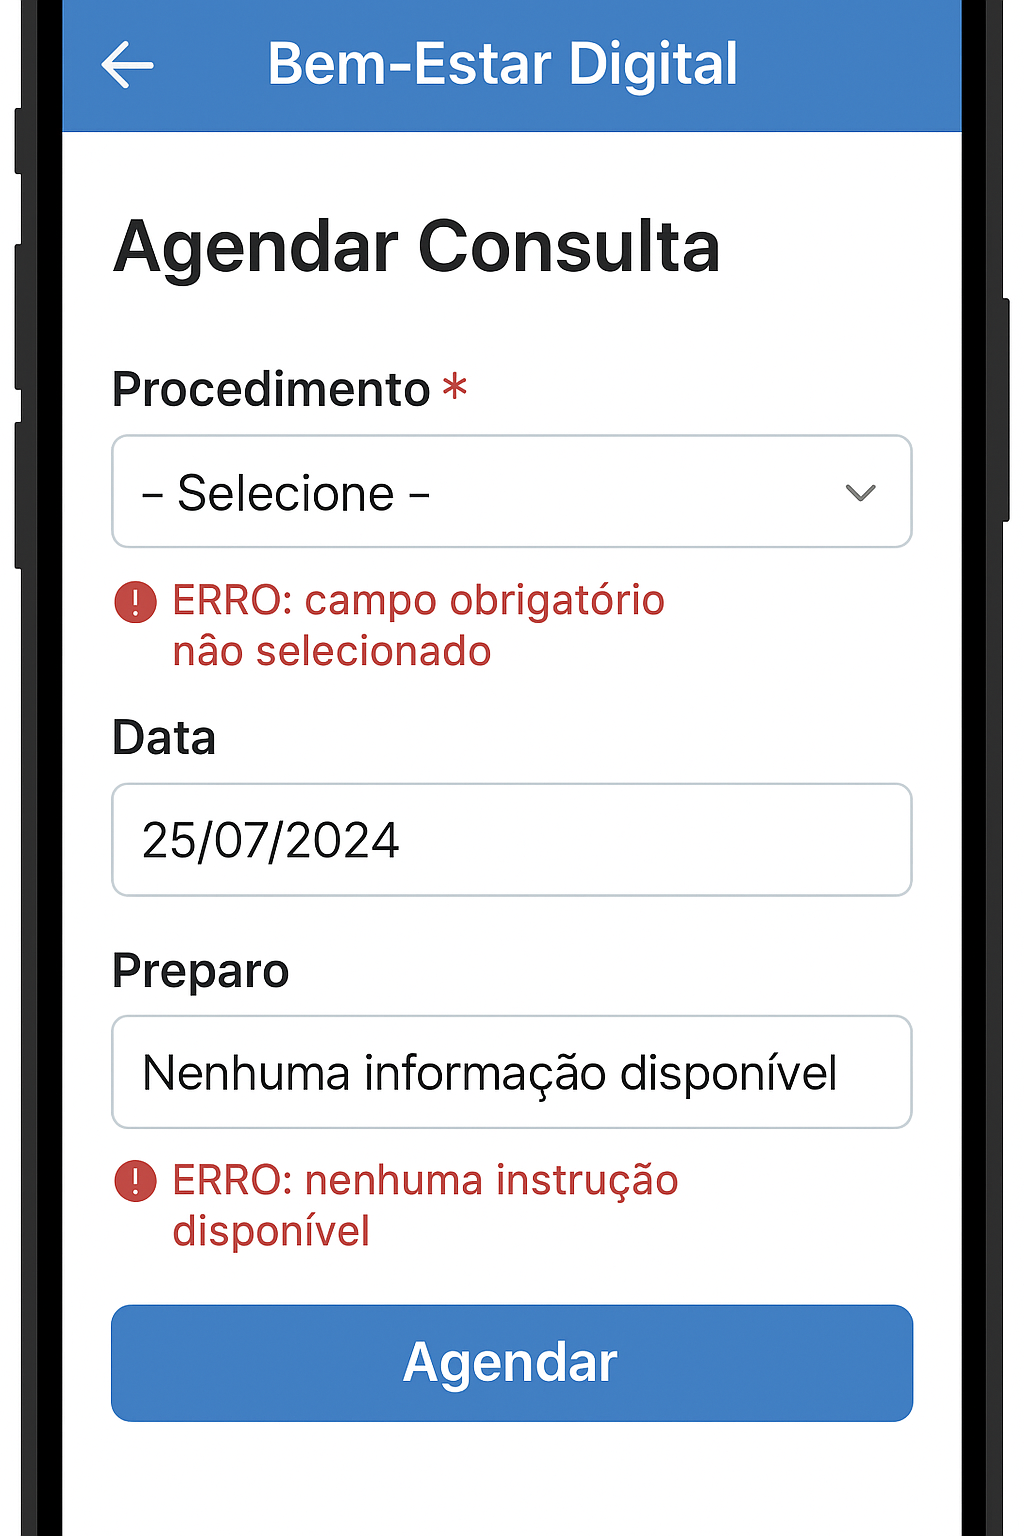 Bem-Estar Digital
Agendar Consulta
Procedimento *
– Selecione –
ERRO: campo obrigatório
nâo selecionado
Data
25/07/2024
Preparo
Nenhuma informação disponível
ERRO: nenhuma instrução
disponível
Agendar